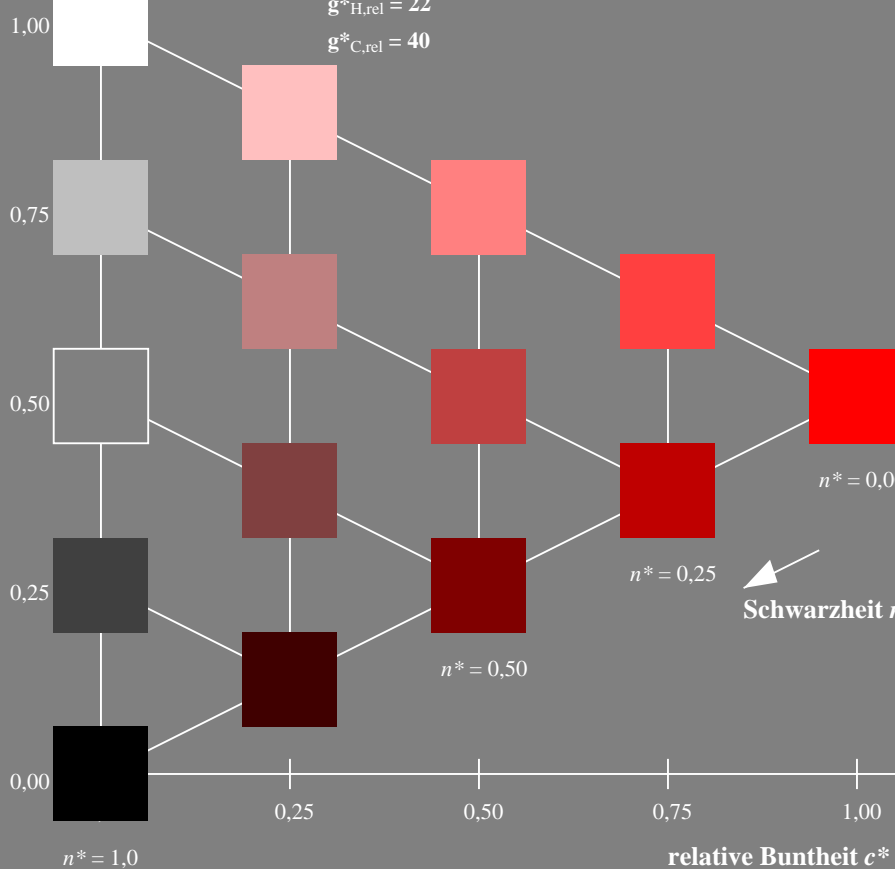 g*H,rel = 22
1,00
g*C,rel = 40
0,75
0,50
n* = 0,0
0,25
n* = 0,25
Schwarzheit n
n* = 0,50
0,00
0,25
0,50
0,75
1,00
n* = 1,0
relative Buntheit c*